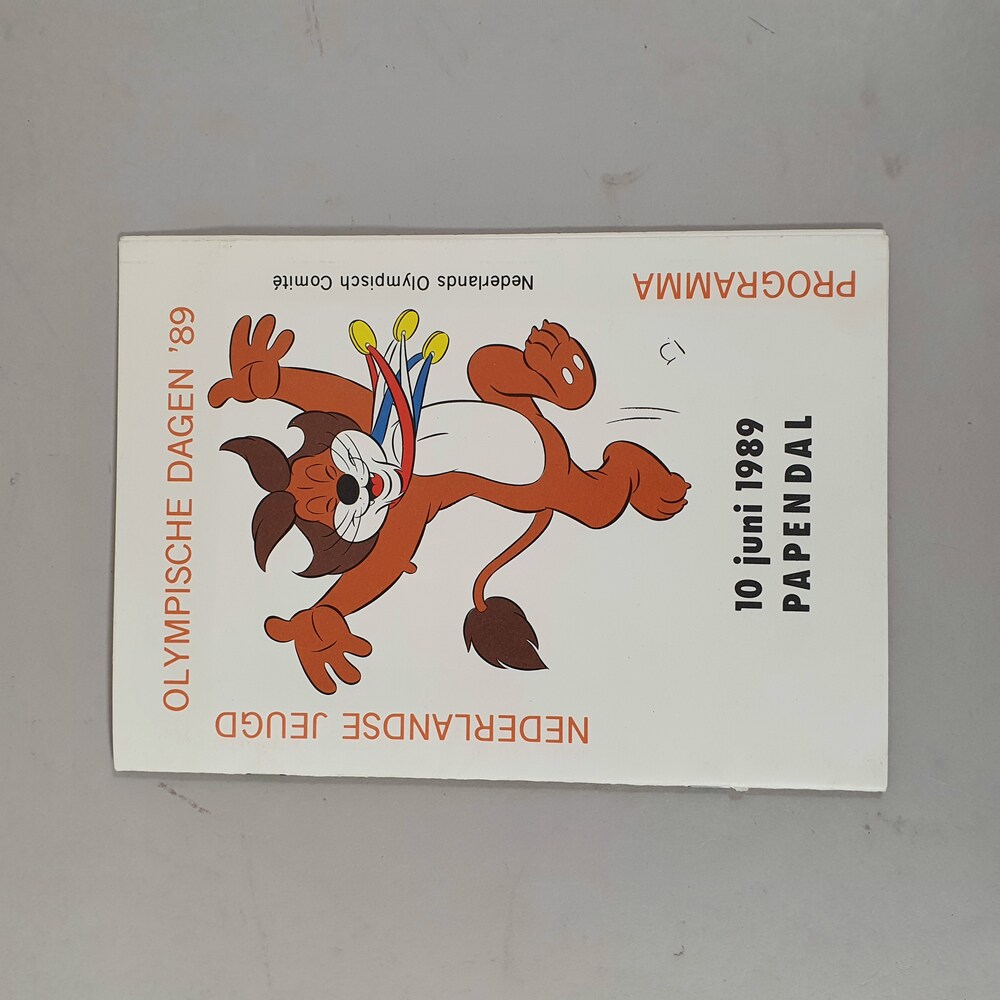 NEDERLANDSE JEUGD
OLYMPISCHE DAGEN '89
Nederlands Olympisch Comité
10 juni 1989
PAPENDAL
PROGRAMMA